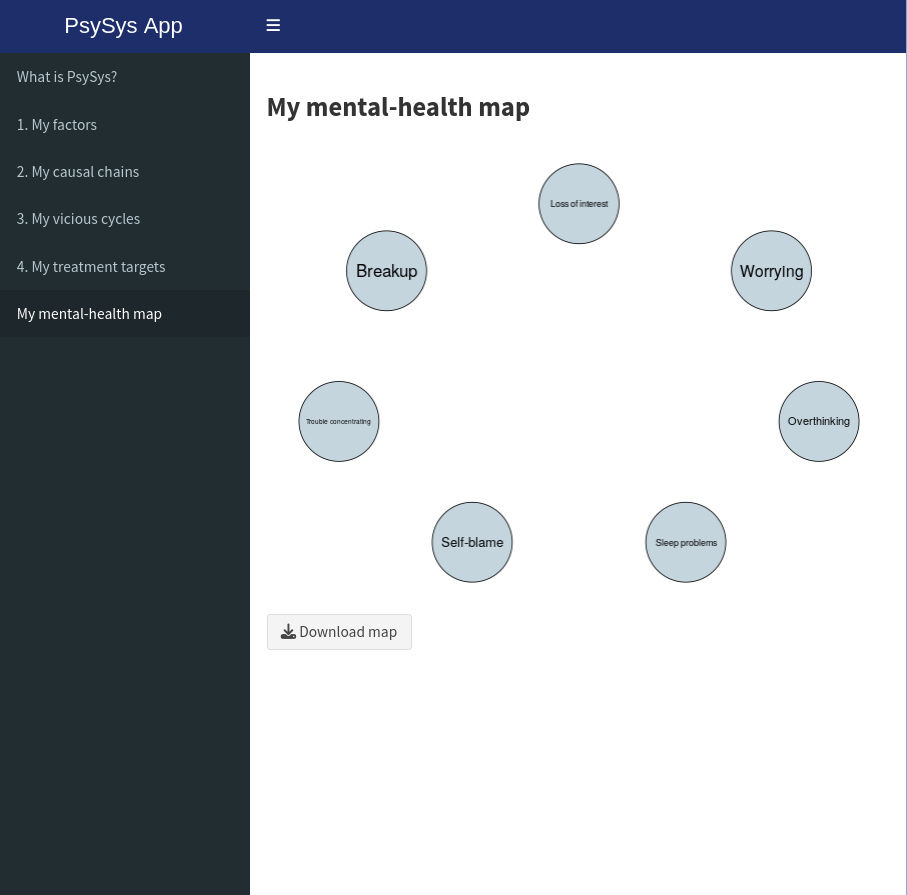 PsySys App
What is PsySys?
1. My factors
2. My causal chains
3. My vicious cycles
4. My treatment targets
My mental-health map
My mental-health map
Loss of interest
Breakup
Worrying
Trouble concentrating
Overthinking
Self-blame
Sleep problems
Download map